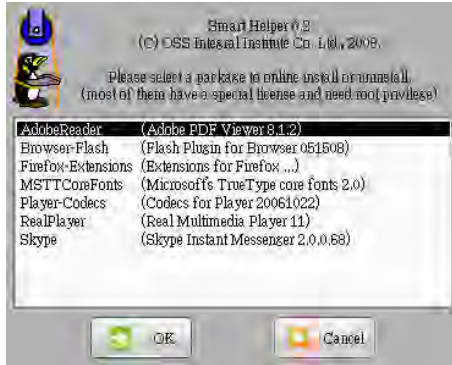 Smart Helper 0.2
(C) OSS Integral Institute Co. Ltd., 2008.
Please select a package to online install or uninstall.
(most of them have a special license and need root privilege)
AdobeReader (Adobe PDF Viewer 8.1.2)
Browser-Flash (Flash Plugin for Browser 051508)
Firefox-Extensions (Extensions for Firefox ...)
MSTTCoreFonts (Microsoft's TrueType core fonts 2.0)
Player-Codecs (Codecs for Player 20061022)
RealPlayer (Real Multimedia Player 11)
Skype (Skype Instant Messenger 2.0.0.68)
OK Cancel